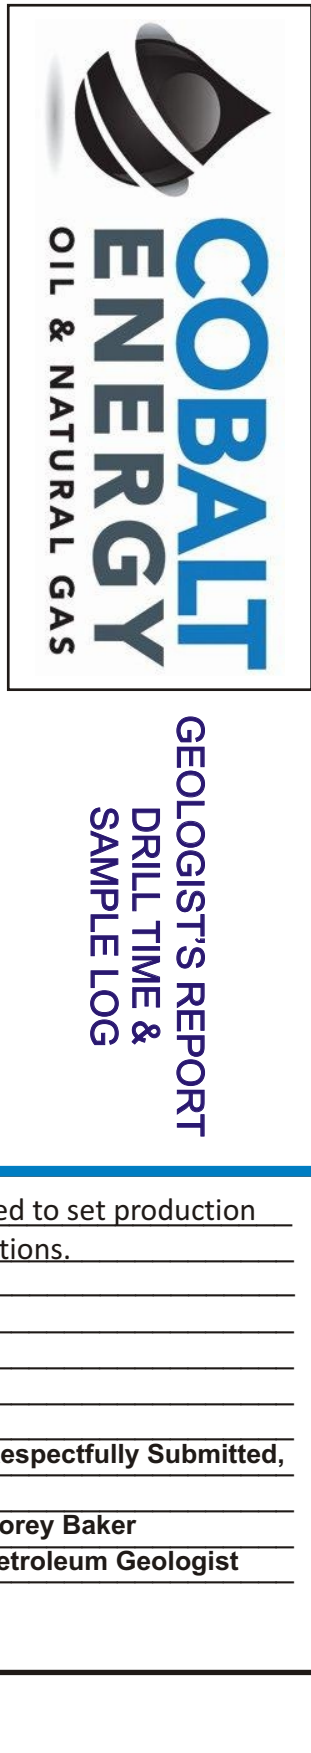 COBALT
ENERGY
OIL & NATURAL GAS
GEOLOGIST'S REPORT
DRILL TIME &
SAMPLE LOG
ed to set production
tions.
espectfully Submitted,
orey Baker
etroleum Geologist